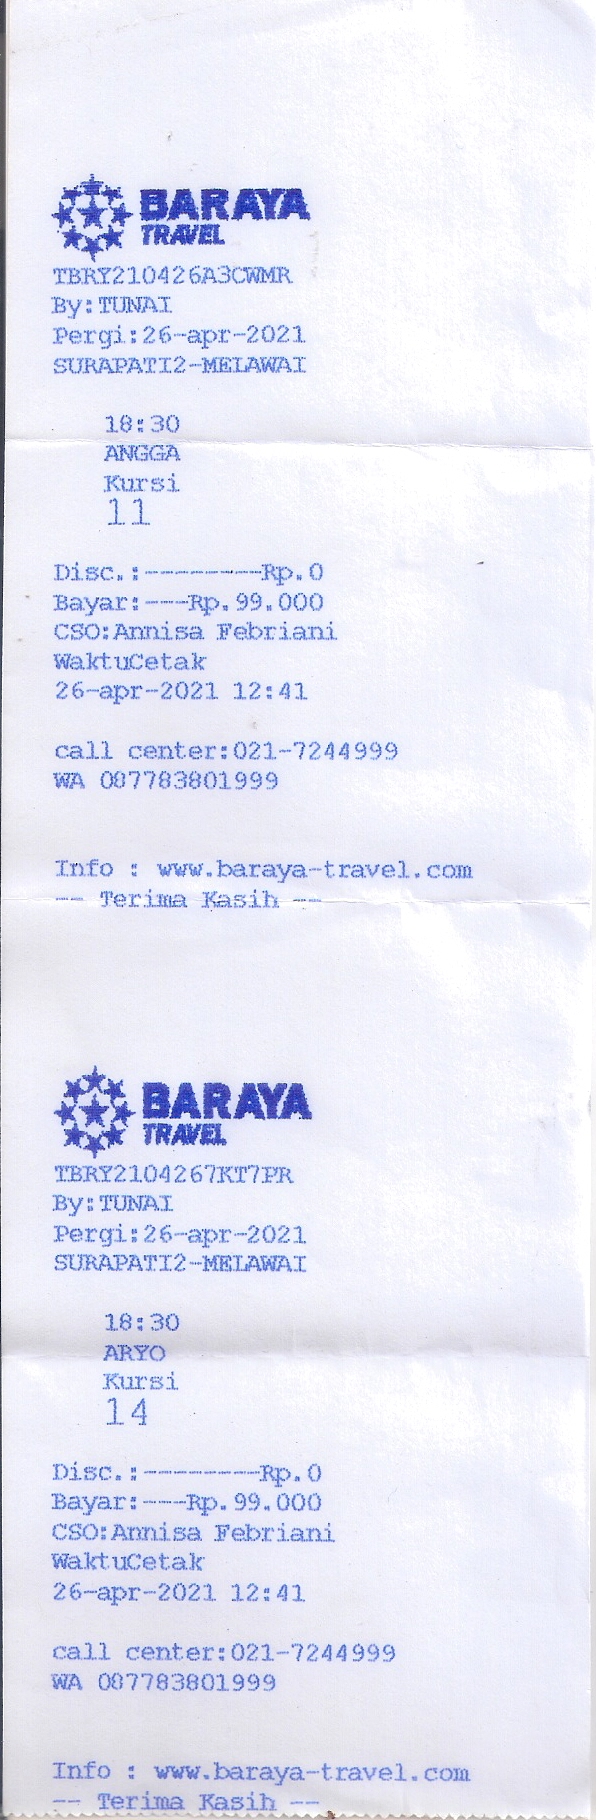 BARAYA
TRAVEL
TBRY210426A3CWMR
By:TUNAI
Pergi:26-apr-2021
SURAPATI2-MELAWAI
18:30
ANGGA
Kursi
11
Disc.:--------Rp.0
Bayar:---Rp.99.000
CSO:Annisa Febriani
WaktuCetak
26-apr-2021 12:41
call center:021-7244999
WA 087783801999
Info : www.baraya-travel.com
-- Terima Kasih --
BARAYA
TRAVEL
TBRY2104267KT7PR
By:TUNAI
Pergi:26-apr-2021
SURAPATI2-MELAWAI
18:30
ARYO
Kursi
14
Disc.:--------Rp.0
Bayar:---Rp.99.000
CSO:Annisa Febriani
WaktuCetak
26-apr-2021 12:41
call center:021-7244999
WA 087783801999
Info : www.baraya-travel.com
-- Terima Kasih --